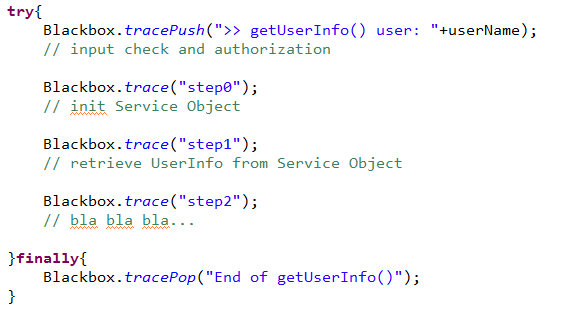 try{
    Blackbox.tracePush(">> getUserInfo() user: "+userName);
    // input check and authorization

    Blackbox.trace("step0");
    // init Service Object

    Blackbox.trace("step1");
    // retrieve UserInfo from Service Object

    Blackbox.trace("step2");
    // bla bla bla...

}finally{
    Blackbox.tracePop("End of getUserInfo()");
}